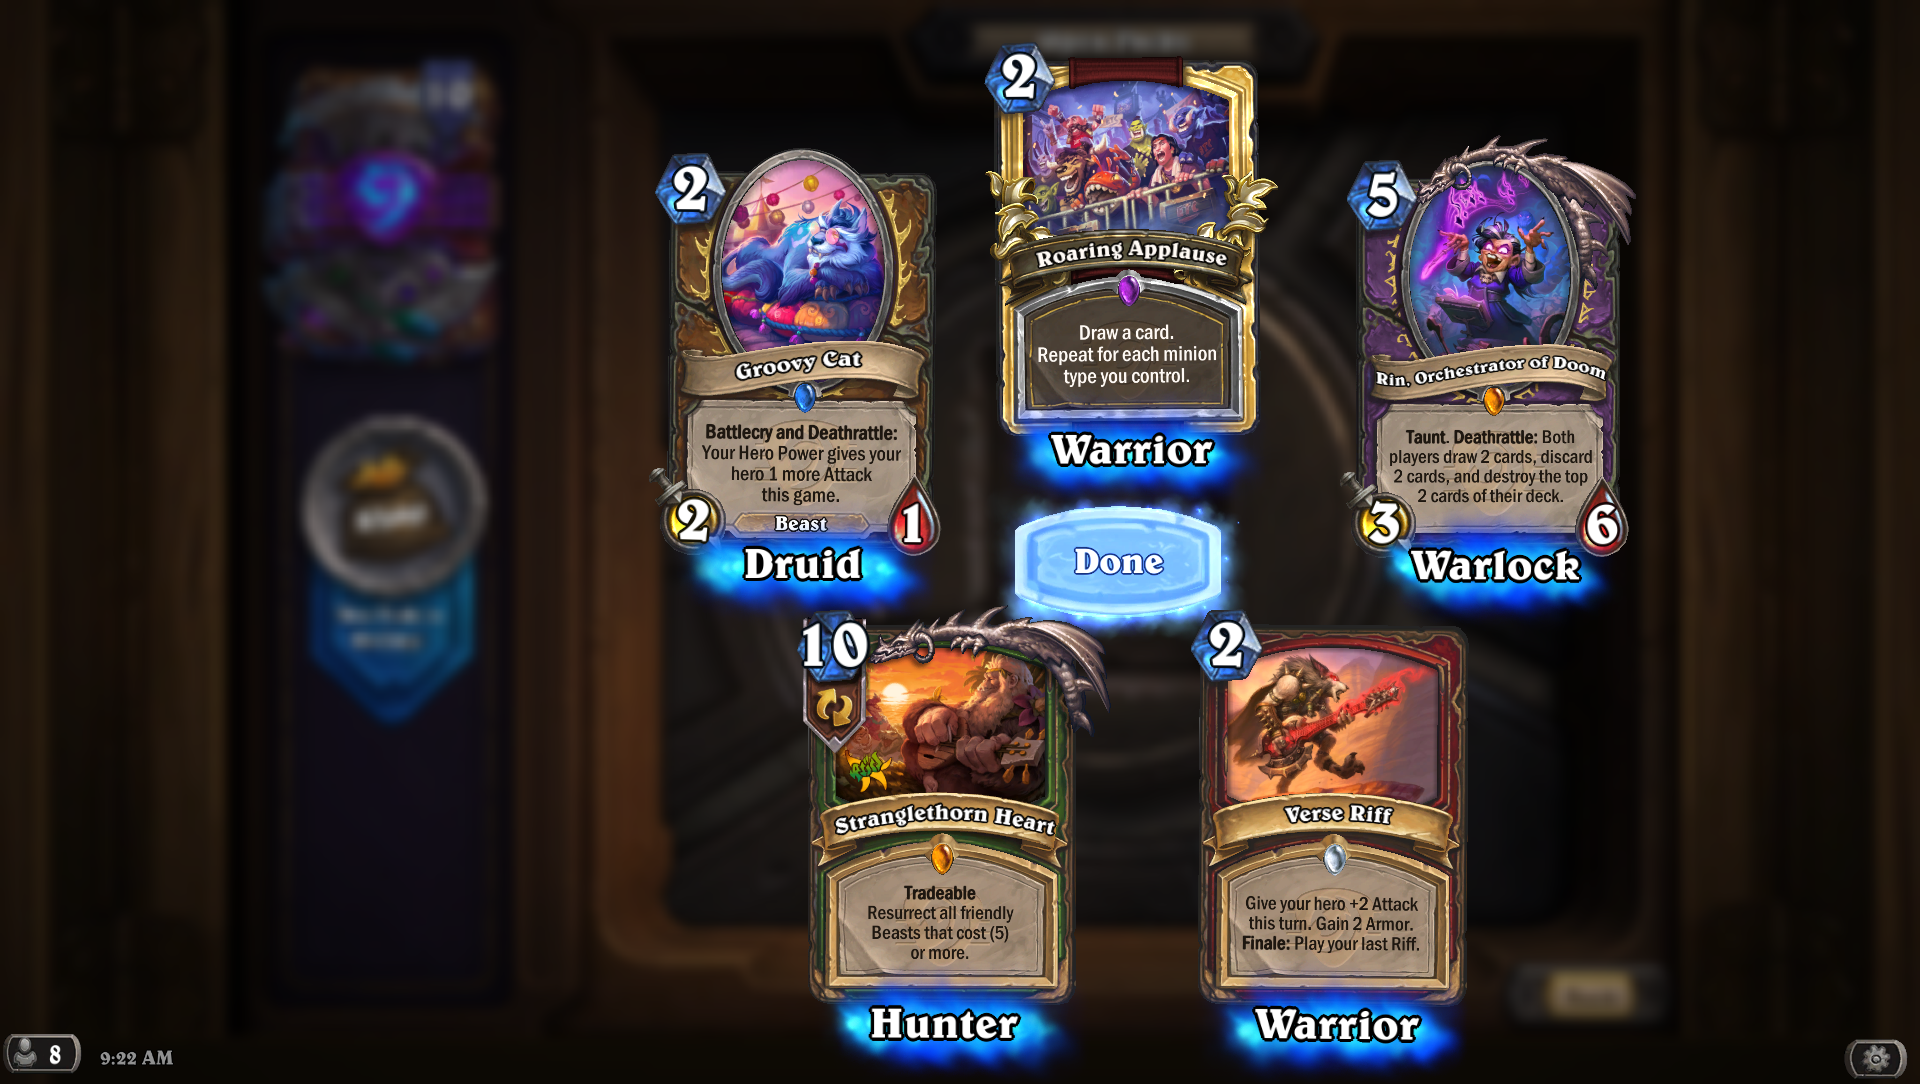 2
Roaring Applause
Draw a card.
Repeat for each minion
type you control.
Warrior
2
Groovy Cat
Battlecry and Deathrattle:
Your Hero Power gives your
hero 1 more Attack
this game.
2
Beast
1
Druid
5
Rin, Orchestrator of Doom
Taunt. Deathrattle: Both
players draw 2 cards, discard
2 cards, and destroy the top
2 cards of their deck.
3
6
Warlock
Done
10
Stranglethorn Heart
Tradeable
Resurrect all friendly
Beasts that cost (5)
or more.
Hunter
2
Verse Riff
Give your hero +2 Attack
this turn. Gain 2 Armor.
Finale: Play your last Riff.
Warrior
9
8
9:22 AM